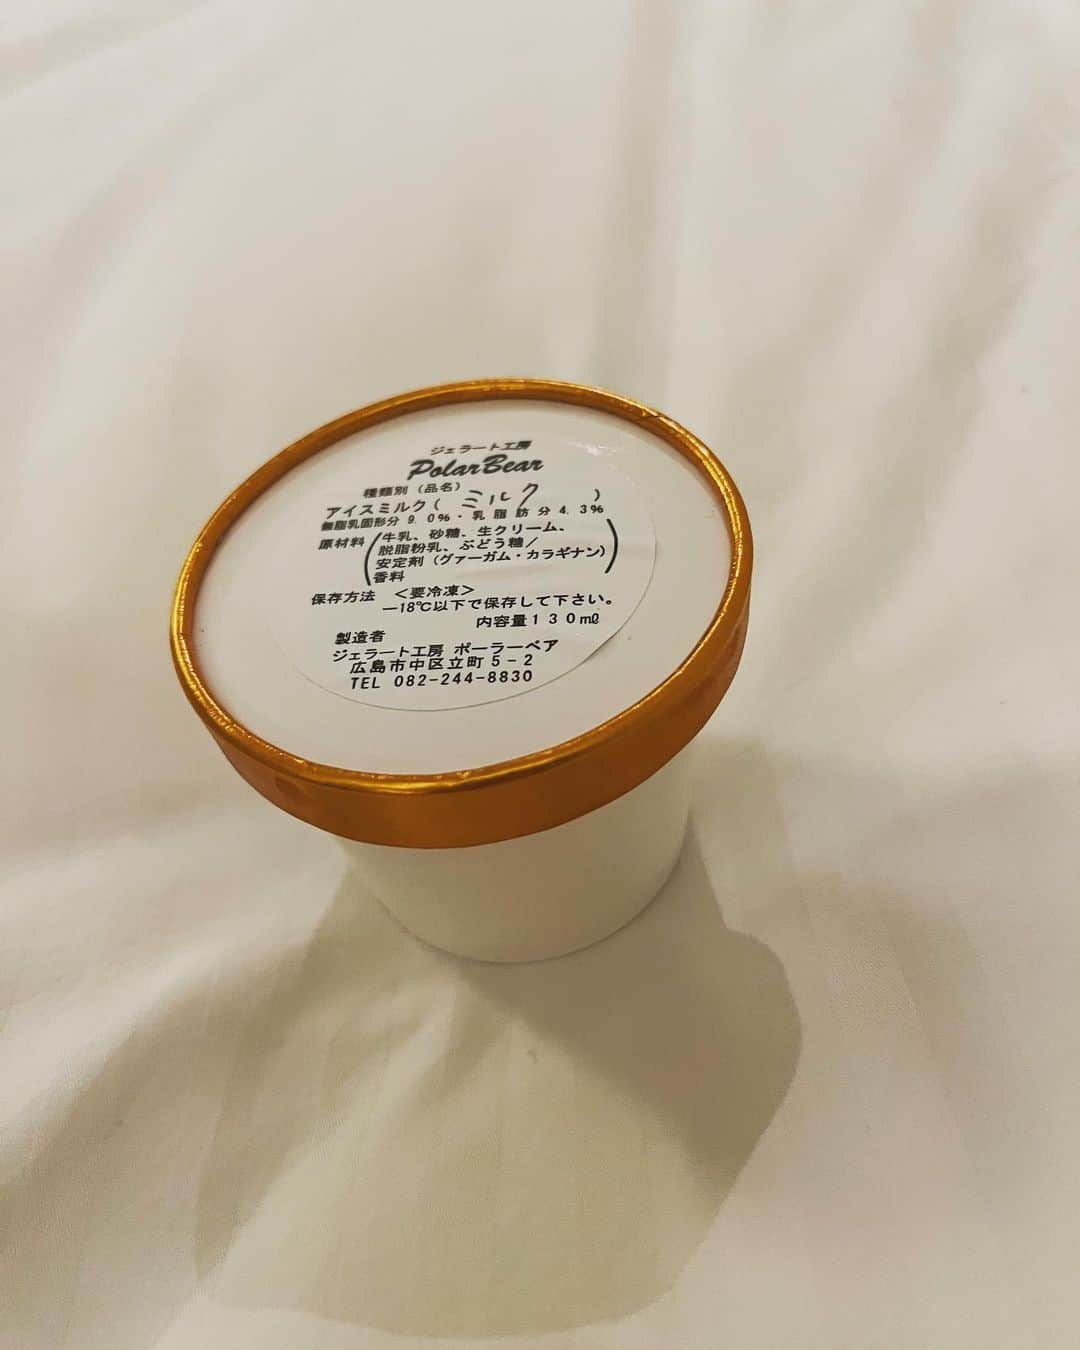 ジェラート工房
Polar Bear
種類別（品名）
アイスミルク（ ミルク ）
無脂乳固形分 9.0％・乳脂肪分 4.3％
原材料（牛乳、砂糖、生クリーム、
脱脂粉乳、ぶどう糖／
安定剤（グァーガム・カラギナン）
香料）
保存方法 ＜要冷凍＞
―18℃以下で保存して下さい。
内容量１３０㎖
製造者
ジェラート工房 ポーラーベア
広島市中区立町５−２
TEL 082-244-8830